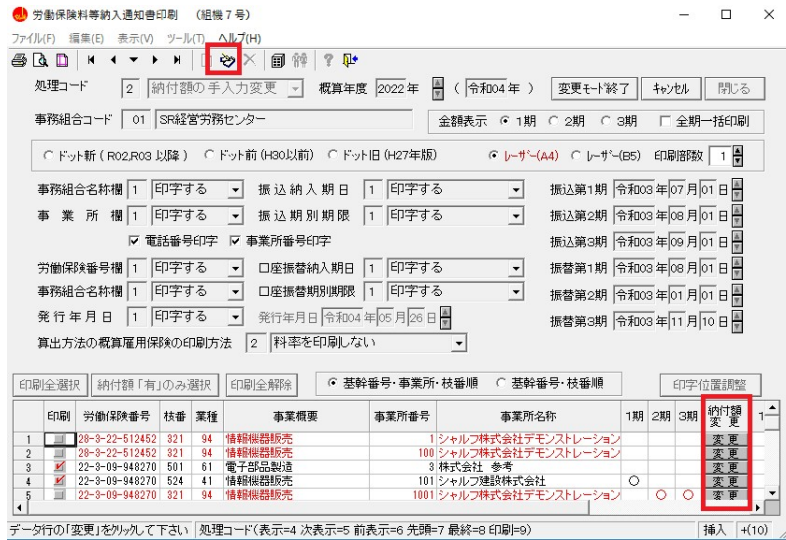 労働保険料等納入通知書印刷 (組機７号)
ファイル(F) 編集(E) 表示(V) ツール(T) ヘルプ(H)
処理コード 2 納付額の手入力変更 概算年度 2022 年 ( 令和04 年 ) 変更モード終了 キャンセル 閉じる
事務組合コード 01 SR経営労務センター 金額表示 1期 2期 3期 全期一括印刷
ドット新 ( R02,R03 以降 ) ドット前 (H30以前) ドット旧 (H27年版) レーザー(A4) レーザー(B5) 印刷部数 1
事務組合名称欄 1 印字する 振込納入期日 1 印字する 振込第1期 令和03 年 07 月 01 日
事業所欄 1 印字する 振込期別期限 1 印字する 振込第2期 令和03 年 08 月 01 日
電話番号印字 事業所番号印字 振込第3期 令和03 年 09 月 01 日
労働保険番号欄 1 印字する 口座振替納入期日 1 印字する 振替第1期 令和03 年 08 月 01 日
事務組合名称欄 1 印字する 口座振替期別期限 1 印字する 振替第2期 令和03 年 01 月 01 日
発行年月日 1 印字する 発行年月日 令和04 年 05 月 26 日 振替第3期 令和03 年 11 月 10 日
算出方法の概算雇用保険の印刷方法 2 料率を印刷しない
印刷全選択 納付額「有」のみ選択 印刷全解除 基幹番号・事業所・枝番順 基幹番号・枝番順 印字位置調整
印刷 労働保険番号 枝番 業種 事業概要 事業所番号 事業所名称 1期 2期 3期 納付額変更 1
1 28-3-22-512452 321 94 情報機器販売 1 シャルフ株式会社デモンストレーション 変更
2 28-3-22-512452 321 94 情報機器販売 100 シャルフ株式会社デモンストレーション 変更
3 22-3-09-948270 501 61 電子部品製造 3 株式会社 参考 変更
4 22-3-09-948270 524 41 情報機器販売 101 シャルフ建設株式会社 ○ 変更
5 22-3-09-948270 321 94 情報機器販売 1001 シャルフ株式会社デモンストレーション ○ ○ 変更
データ行の「変更」をクリックして下さい 処理コード(表示=4 次表示=5 前表示=6 先頭=7 最終=8 印刷=9) 挿入 +(10)